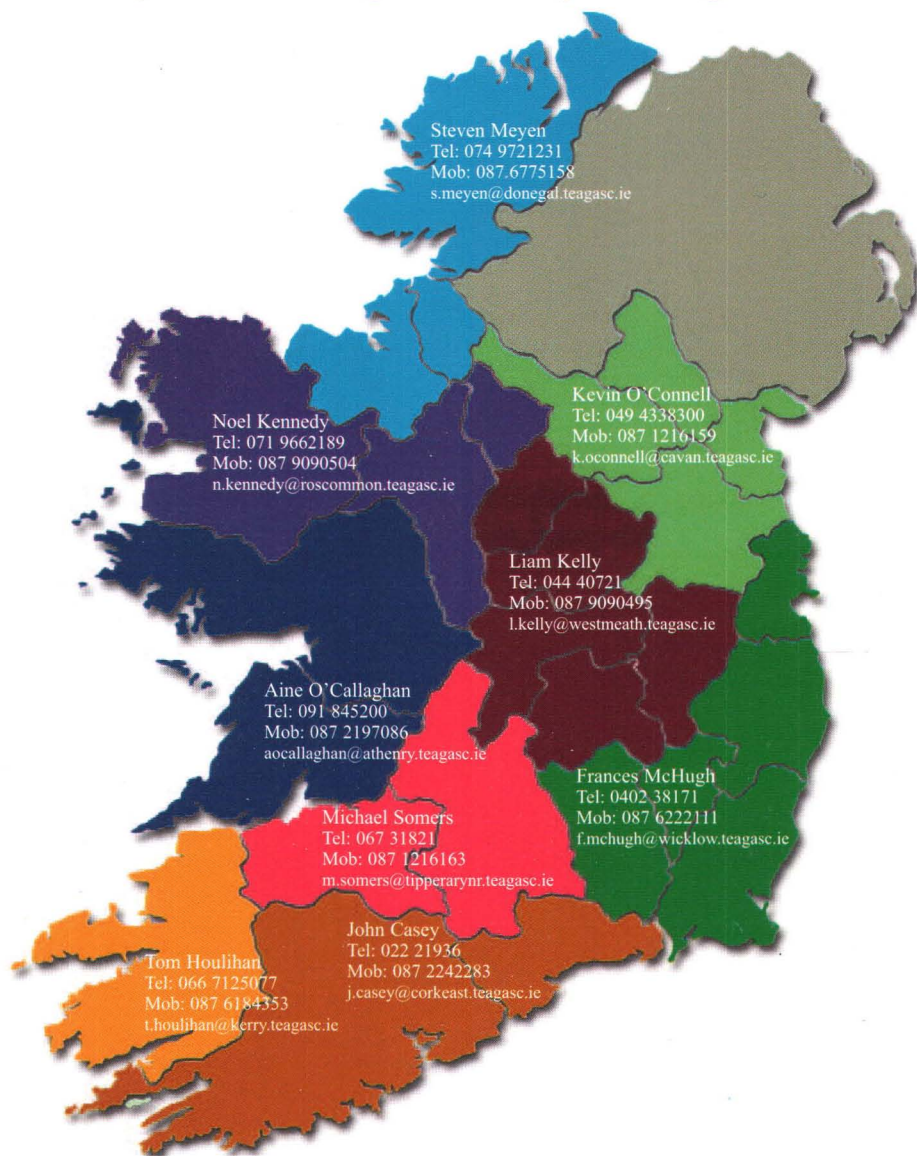 Steven Meyen
Tel: 074 9721231
Mob: 087.6775158
s.meyen@donegal.teagasc.ie
Kevin O'Connell
Tel: 049 4338300
Mob: 087 1216159
k.oconnell@cavan.teagasc.ie
Noel Kennedy
Tel: 071 9662189
Mob: 087 9090504
n.kennedy@roscommon.teagasc.ie
Liam Kelly
Tel: 044 40721
Mob: 087 9090495
l.kelly@westmeath.teagasc.ie
Aine O'Callaghan
Tel: 091 845200
Mob: 087 2197086
aocallaghan@athenry.teagasc.ie
Frances McHugh
Tel: 0402 38171
Mob: 087 6222111
f.mchugh@wicklow.teagasc.ie
Michael Somers
Tel: 067 31821
Mob: 087 1216163
m.somers@tipperarynr.teagasc.ie
John Casey
Tel: 022 21936
Mob: 087 2242283
j.casey@corkeast.teagasc.ie
Tom Houlihan
Tel: 066 7125077
Mob: 087 6184353
t.houlihan@kerry.teagasc.ie